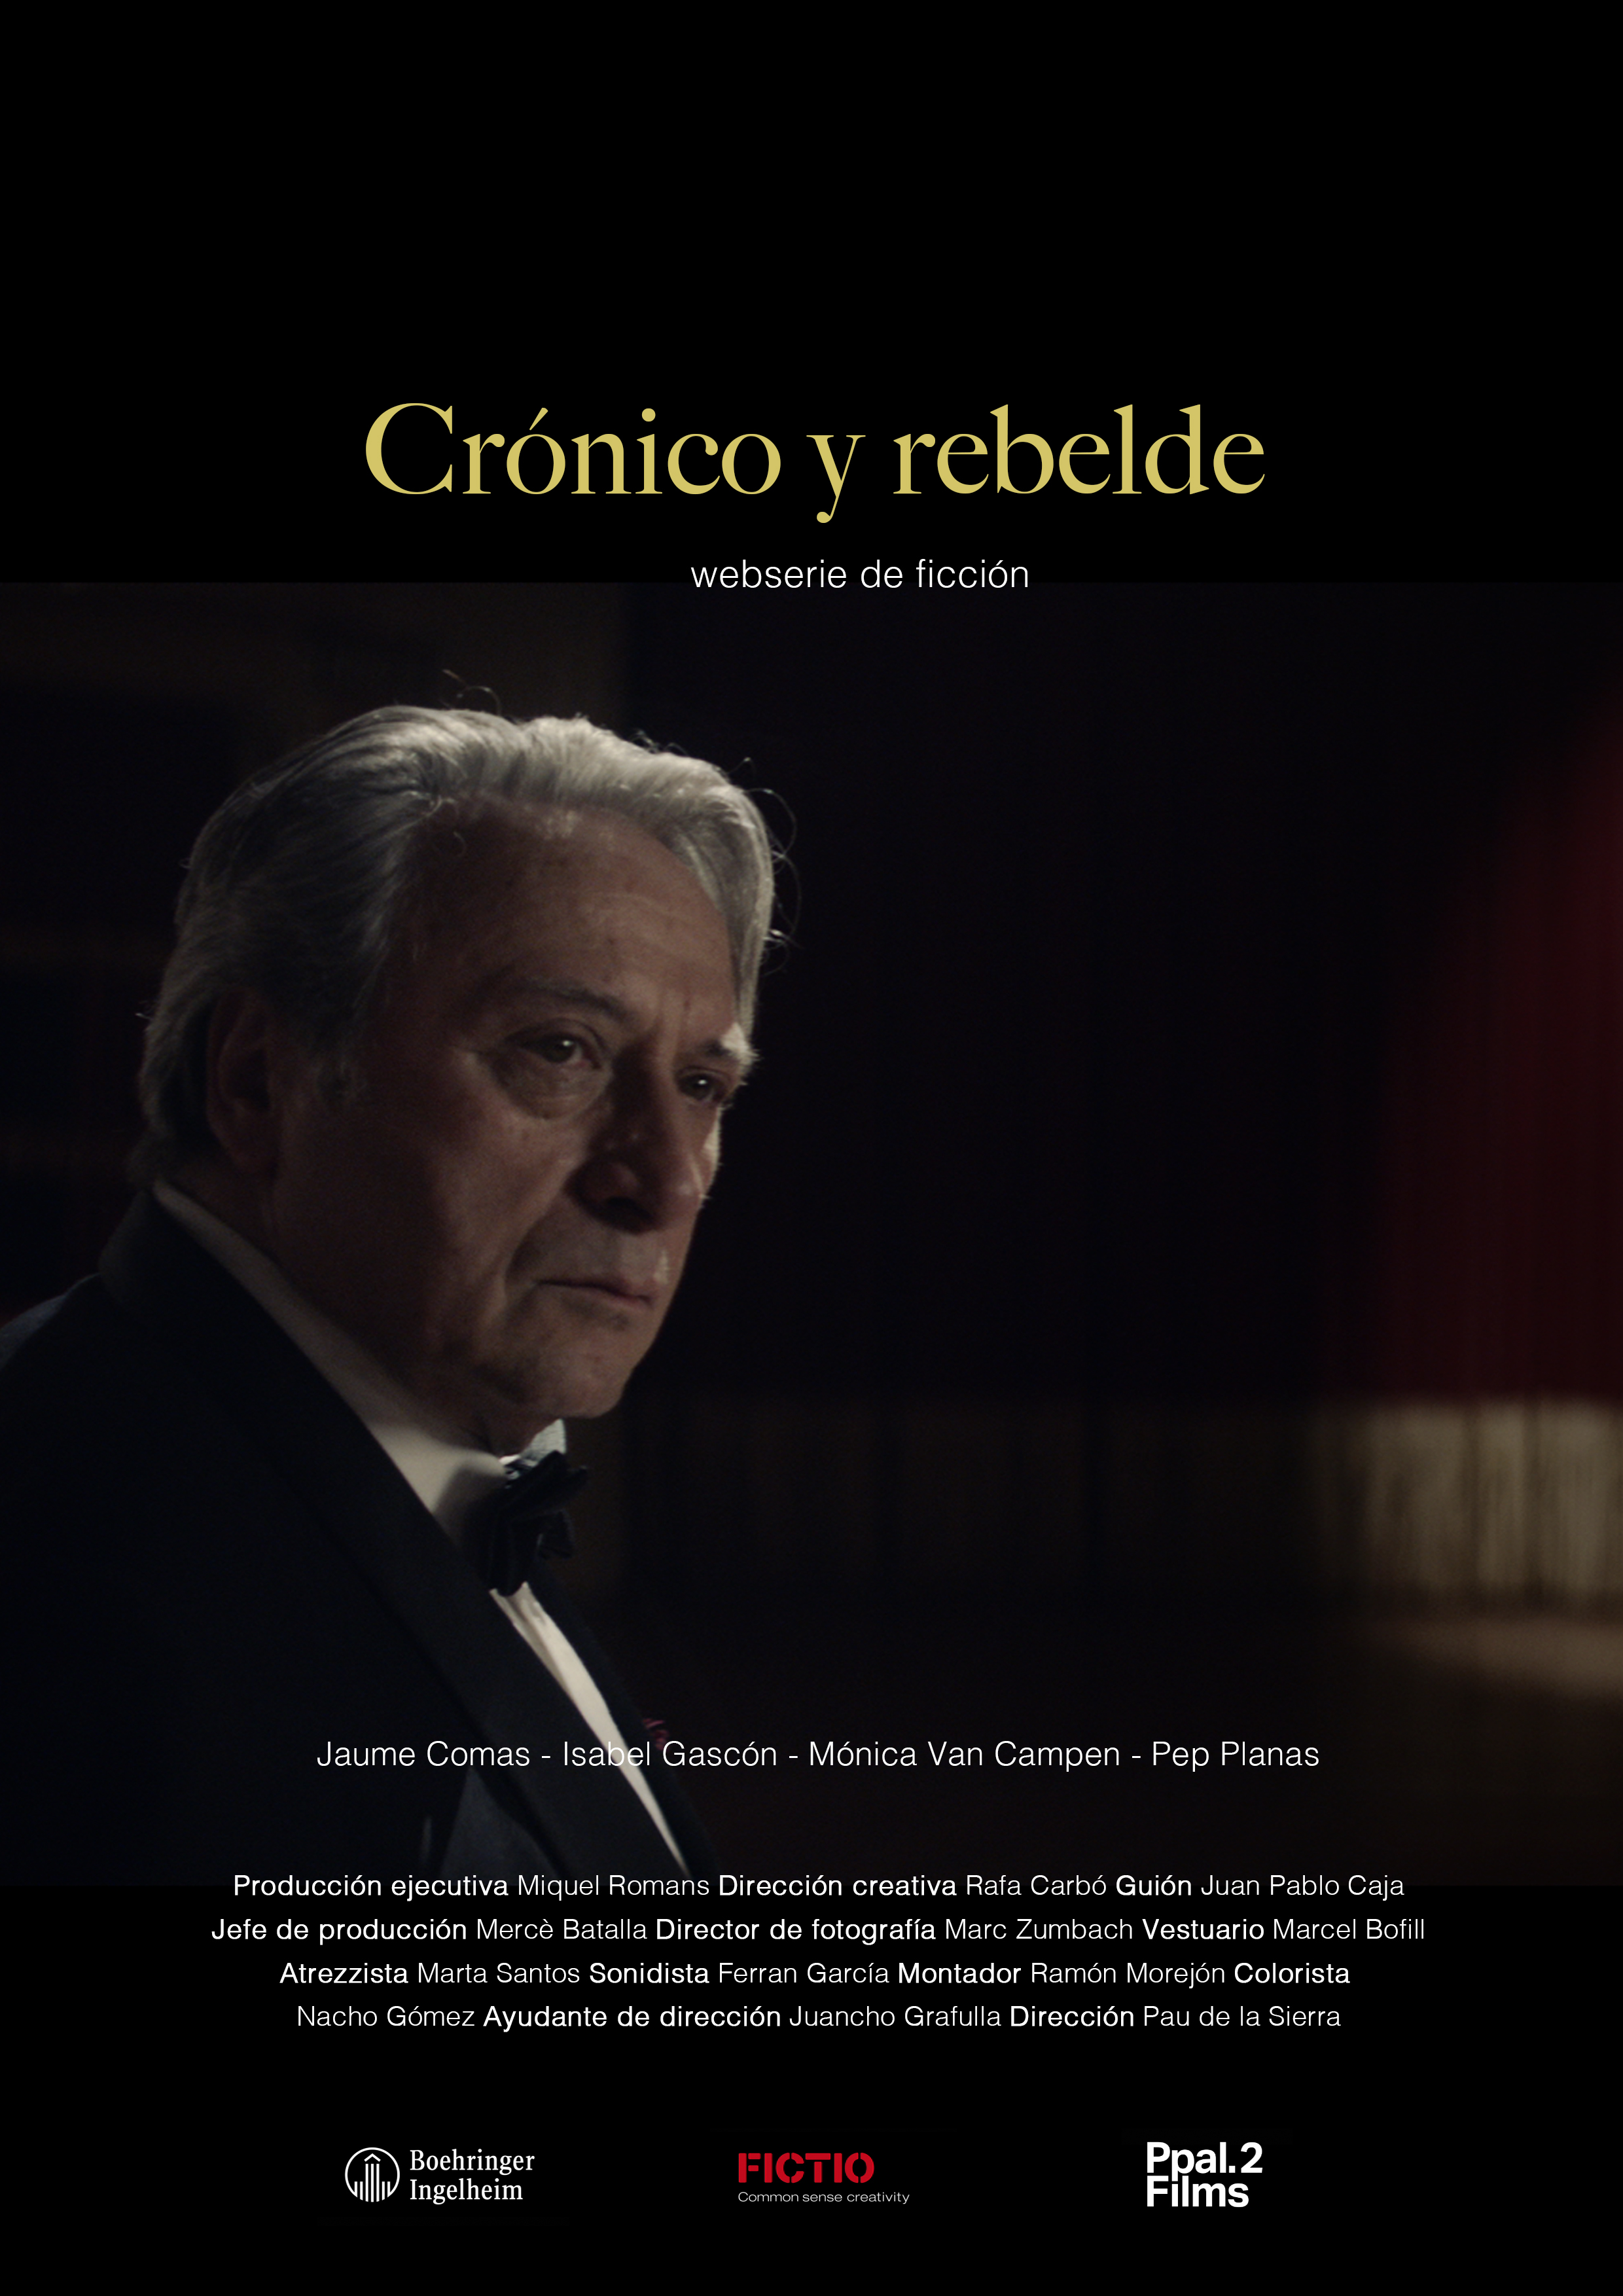 Crónico y rebelde
webserie de ficción
Jaume Comas - Isabel Gascón - Mónica Van Campen - Pep Planas
Producción ejecutiva Miquel Romans Dirección creativa Rafa Carbó Guión Juan Pablo Caja
Jefe de producción Mercè Batalla Director de fotografía Marc Zumbach Vestuario Marcel Bofill
Atrezzista Marta Santos Sonidista Ferran García Montador Ramón Morejón Colorista
Nacho Gómez Ayudante de dirección Juancho Grafulla Dirección Pau de la Sierra
Boehringer
Ingelheim
FICTIO
Common sense creativity
Ppal.2
Films